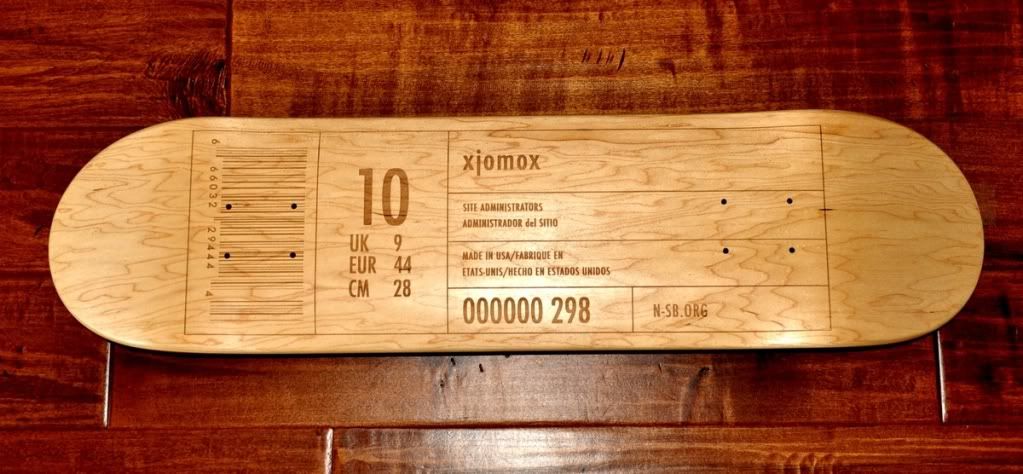 6 66032 29444 4
10
UK 9
EUR 44
CM 28
xjomox
SITE ADMINISTRATORS
ADMINISTRADOR del SITIO
MADE IN USA/FABRIQUE EN
ETATS-UNIS/HECHO EN ESTADOS UNIDOS
000000 298
N-SB.ORG